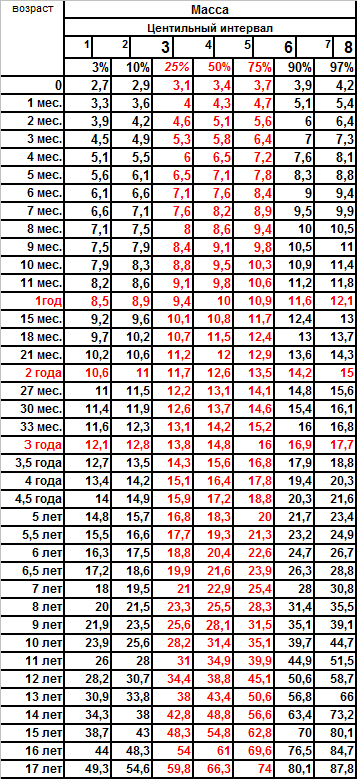 возраст Масса
Центильный интервал
1 2 3 4 5 6 7 8
3% 10% 25% 50% 75% 90% 97%
0 2,7 2,9 3,1 3,4 3,7 3,9 4,2
1 мес. 3,3 3,6 4 4,3 4,7 5,1 5,4
2 мес. 3,9 4,2 4,6 5,1 5,6 6 6,4
3 мес. 4,5 4,9 5,3 5,8 6,4 7 7,3
4 мес. 5,1 5,5 6 6,5 7,2 7,6 8,1
5 мес. 5,6 6,1 6,5 7,1 7,8 8,3 8,8
6 мес. 6,1 6,6 7,1 7,6 8,4 9 9,4
7 мес. 6,6 7,1 7,6 8,2 8,9 9,5 9,9
8 мес. 7,1 7,5 8 8,6 9,4 10 10,5
9 мес. 7,5 7,9 8,4 9,1 9,8 10,5 11
10 мес. 7,9 8,3 8,8 9,5 10,3 10,9 11,4
11 мес. 8,2 8,6 9,1 9,8 10,6 11,2 11,8
1год 8,5 8,9 9,4 10 10,9 11,6 12,1
15 мес. 9,2 9,6 10,1 10,8 11,7 12,4 13
18 мес. 9,7 10,2 10,7 11,5 12,4 13 13,7
21 мес. 10,2 10,6 11,2 12 12,9 13,6 14,3
2 года 10,6 11 11,7 12,6 13,5 14,2 15
27 мес. 11 11,5 12,2 13,1 14,1 14,8 15,6
30 мес. 11,4 11,9 12,6 13,7 14,6 15,4 16,1
33 мес. 11,6 12,3 13,1 14,2 15,2 16 16,8
3 года 12,1 12,8 13,8 14,8 16 16,9 17,7
3,5 года 12,7 13,5 14,3 15,6 16,8 17,9 18,8
4 года 13,4 14,2 15,1 16,4 17,8 19,4 20,3
4,5 года 14 14,9 15,9 17,2 18,8 20,3 21,6
5 лет 14,8 15,7 16,8 18,3 20 21,7 23,4
5,5 лет 15,5 16,6 17,7 19,3 21,3 23,2 24,9
6 лет 16,3 17,5 18,8 20,4 22,6 24,7 26,7
6,5 лет 17,2 18,6 19,9 21,6 23,9 26,3 28,8
7 лет 18 19,5 21 22,9 25,4 28 30,8
8 лет 20 21,5 23,3 25,5 28,3 31,4 35,5
9 лет 21,9 23,5 25,6 28,1 31,5 35,1 39,1
10 лет 23,9 25,6 28,2 31,4 35,1 39,7 44,7
11 лет 26 28 31 34,9 39,9 44,9 51,5
12 лет 28,2 30,7 34,4 38,8 45,1 50,6 58,7
13 лет 30,9 33,8 38 43,4 50,6 56,8 66
14 лет 34,3 38 42,8 48,8 56,6 63,4 73,2
15 лет 38,7 43 48,3 54,8 62,8 70 80,1
16 лет 44 48,3 54 61 69,6 76,5 84,7
17 лет 49,3 54,6 59,8 66,3 74 80,1 87,8